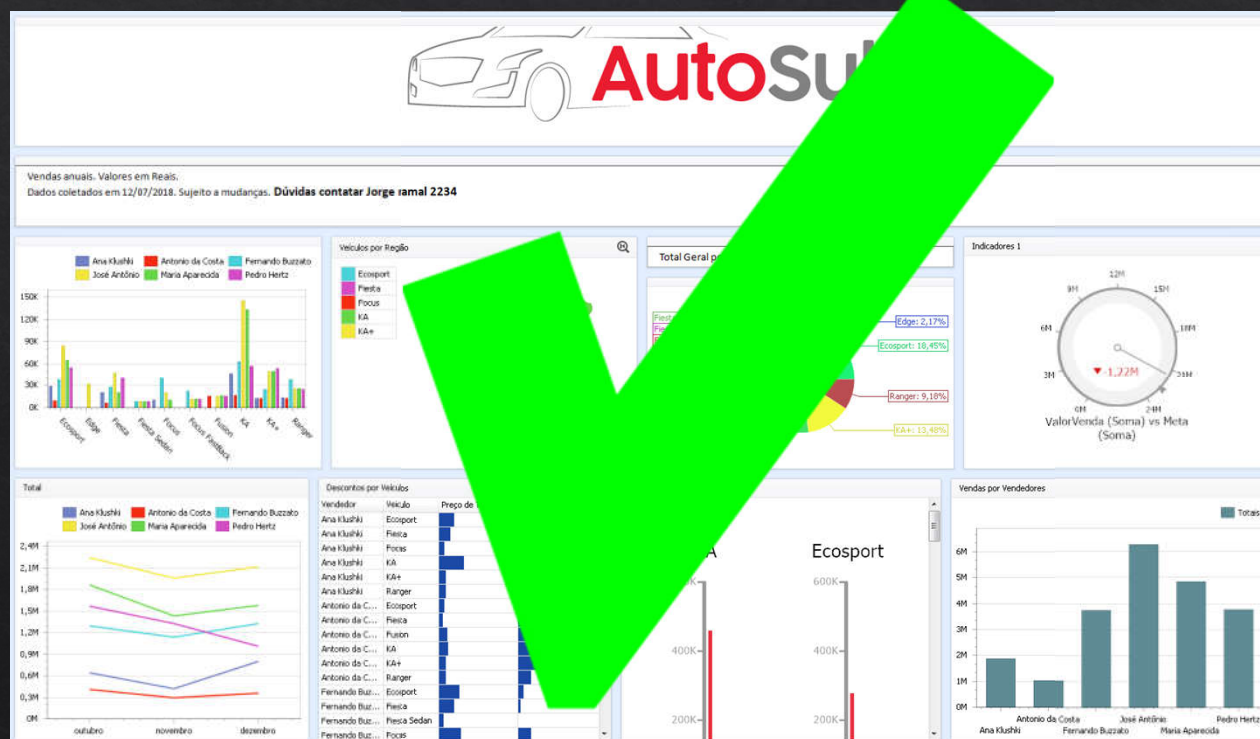 AutoSu
Vendas anuais. Valores em Reais.
Dados coletados em 12/07/2018. Sujeito a mudanças. Dúvidas contatar Jorge ramal 2234
Ana Klushki Antonio da Costa Fernando Buzzato
José Antônio Maria Aparecida Pedro Hertz
150K
120K
90K
60K
30K
0K
Ecosport Edge Fiesta Fiesta Sedan Focus Focus FastBack Fusion KA KA+ Ranger
Veículos por Região
Ecosport
Fiesta
Focus
KA
KA+
Total Geral
Edge: 2,17%
Ecosport: 18,45%
Ranger: 9,18%
KA+: 13,48%
Indicadores 1
12M
9M 15M
6M 18M
-1,22M
3M
0M 24M
ValorVenda (Soma) vs Meta
(Soma)
Total
Ana Klushki Antonio da Costa Fernando Buzzato
José Antônio Maria Aparecida Pedro Hertz
2,4M
2,1M
1,8M
1,5M
1,2M
0,9M
0,6M
0,3M
0M
outubro novembro dezembro
Descontos por Veículos
Vendedor Veículo Preço de
Ana Klushki Ecosport
Ana Klushki Fiesta
Ana Klushki Focus
Ana Klushki KA
Ana Klushki KA+
Ana Klushki Ranger
Antonio da C... Ecosport
Antonio da C... Fiesta
Antonio da C... Fusion
Antonio da C... KA
Antonio da C... KA+
Antonio da C... Ranger
Fernando Buz... Ecosport
Fernando Buz... Fiesta
Fernando Buz... Fiesta Sedan
Fernando Buz... Focus
Ecosport
600K
400K 400K
200K 200K
Vendas por Vendedores
Totais
6M
5M
4M
3M
2M
1M
0M
Antonio da Costa José Antônio Pedro Hertz
Ana Klushki Fernando Buzzato Maria Aparecida